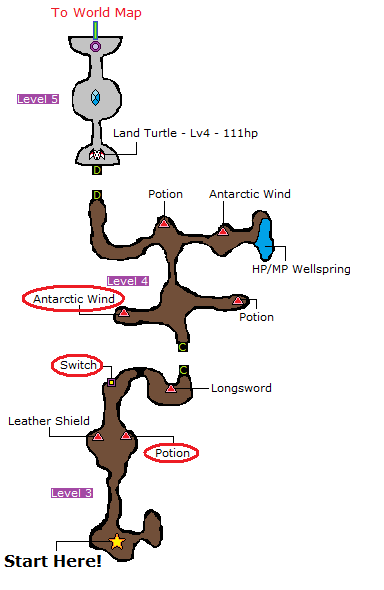 To World Map
Level 5
Land Turtle - Lv4 - 111hp
D
D
Potion
Antarctic Wind
HP/MP Wellspring
Level 4
Antarctic Wind
Potion
C
C
Switch
Longsword
Leather Shield
Potion
Level 3
Start Here!